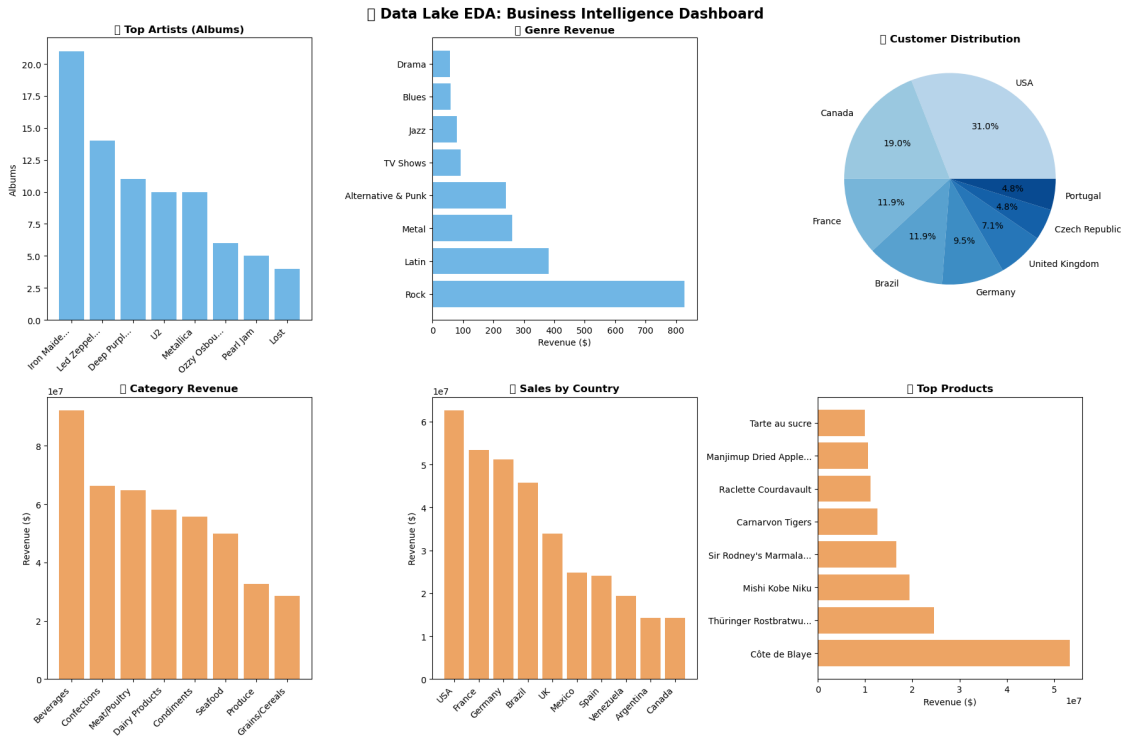 Data Lake EDA: Business Intelligence Dashboard
Top Artists (Albums)
Albums
20.0
17.5
15.0
12.5
10.0
7.5
5.0
2.5
0.0
Iron Maide...
Led Zeppel...
Deep Purpl...
U2
Metallica
Ozzy Osbou...
Pearl Jam
Lost
Genre Revenue
Drama
Blues
Jazz
TV Shows
Alternative & Punk
Metal
Latin
Rock
0 100 200 300 400 500 600 700 800
Revenue ($)
Customer Distribution
USA
31.0%
Canada
19.0%
France
11.9%
Brazil
11.9%
Germany
9.5%
United Kingdom
7.1%
Czech Republic
4.8%
Portugal
4.8%
Category Revenue
1e7
Revenue ($)
8
6
4
2
0
Beverages
Confections
Meat/Poultry
Dairy Products
Condiments
Seafood
Produce
Grains/Cereals
Sales by Country
1e7
Revenue ($)
6
5
4
3
2
1
0
USA
France
Germany
Brazil
UK
Mexico
Spain
Venezuela
Argentina
Canada
Top Products
Tarte au sucre
Manjimup Dried Apple...
Raclette Courdavault
Carnarvon Tigers
Sir Rodney's Marmala...
Mishi Kobe Niku
Thüringer Rostbratwu...
Côte de Blaye
0 1 2 3 4 5
1e7
Revenue ($)